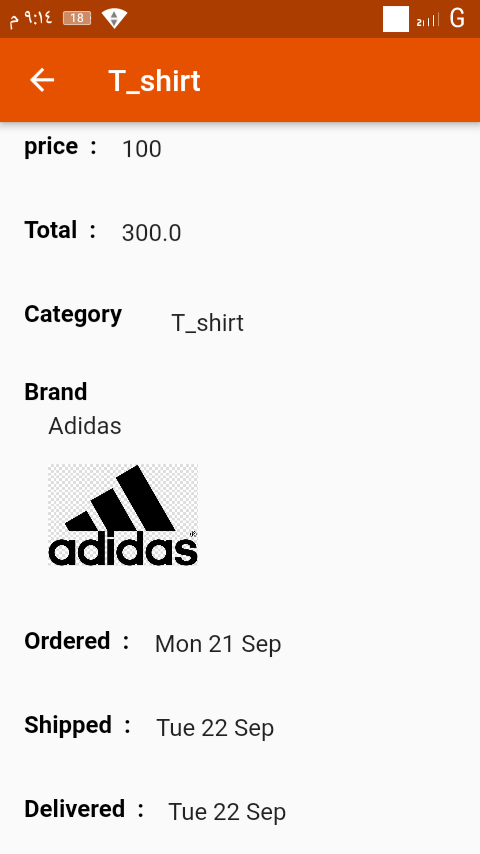 ٩:١٤ م 18 2 G
T_shirt
price : 100
Total : 300.0
Category T_shirt
Brand
Adidas
adidas®
Ordered : Mon 21 Sep
Shipped : Tue 22 Sep
Delivered : Tue 22 Sep